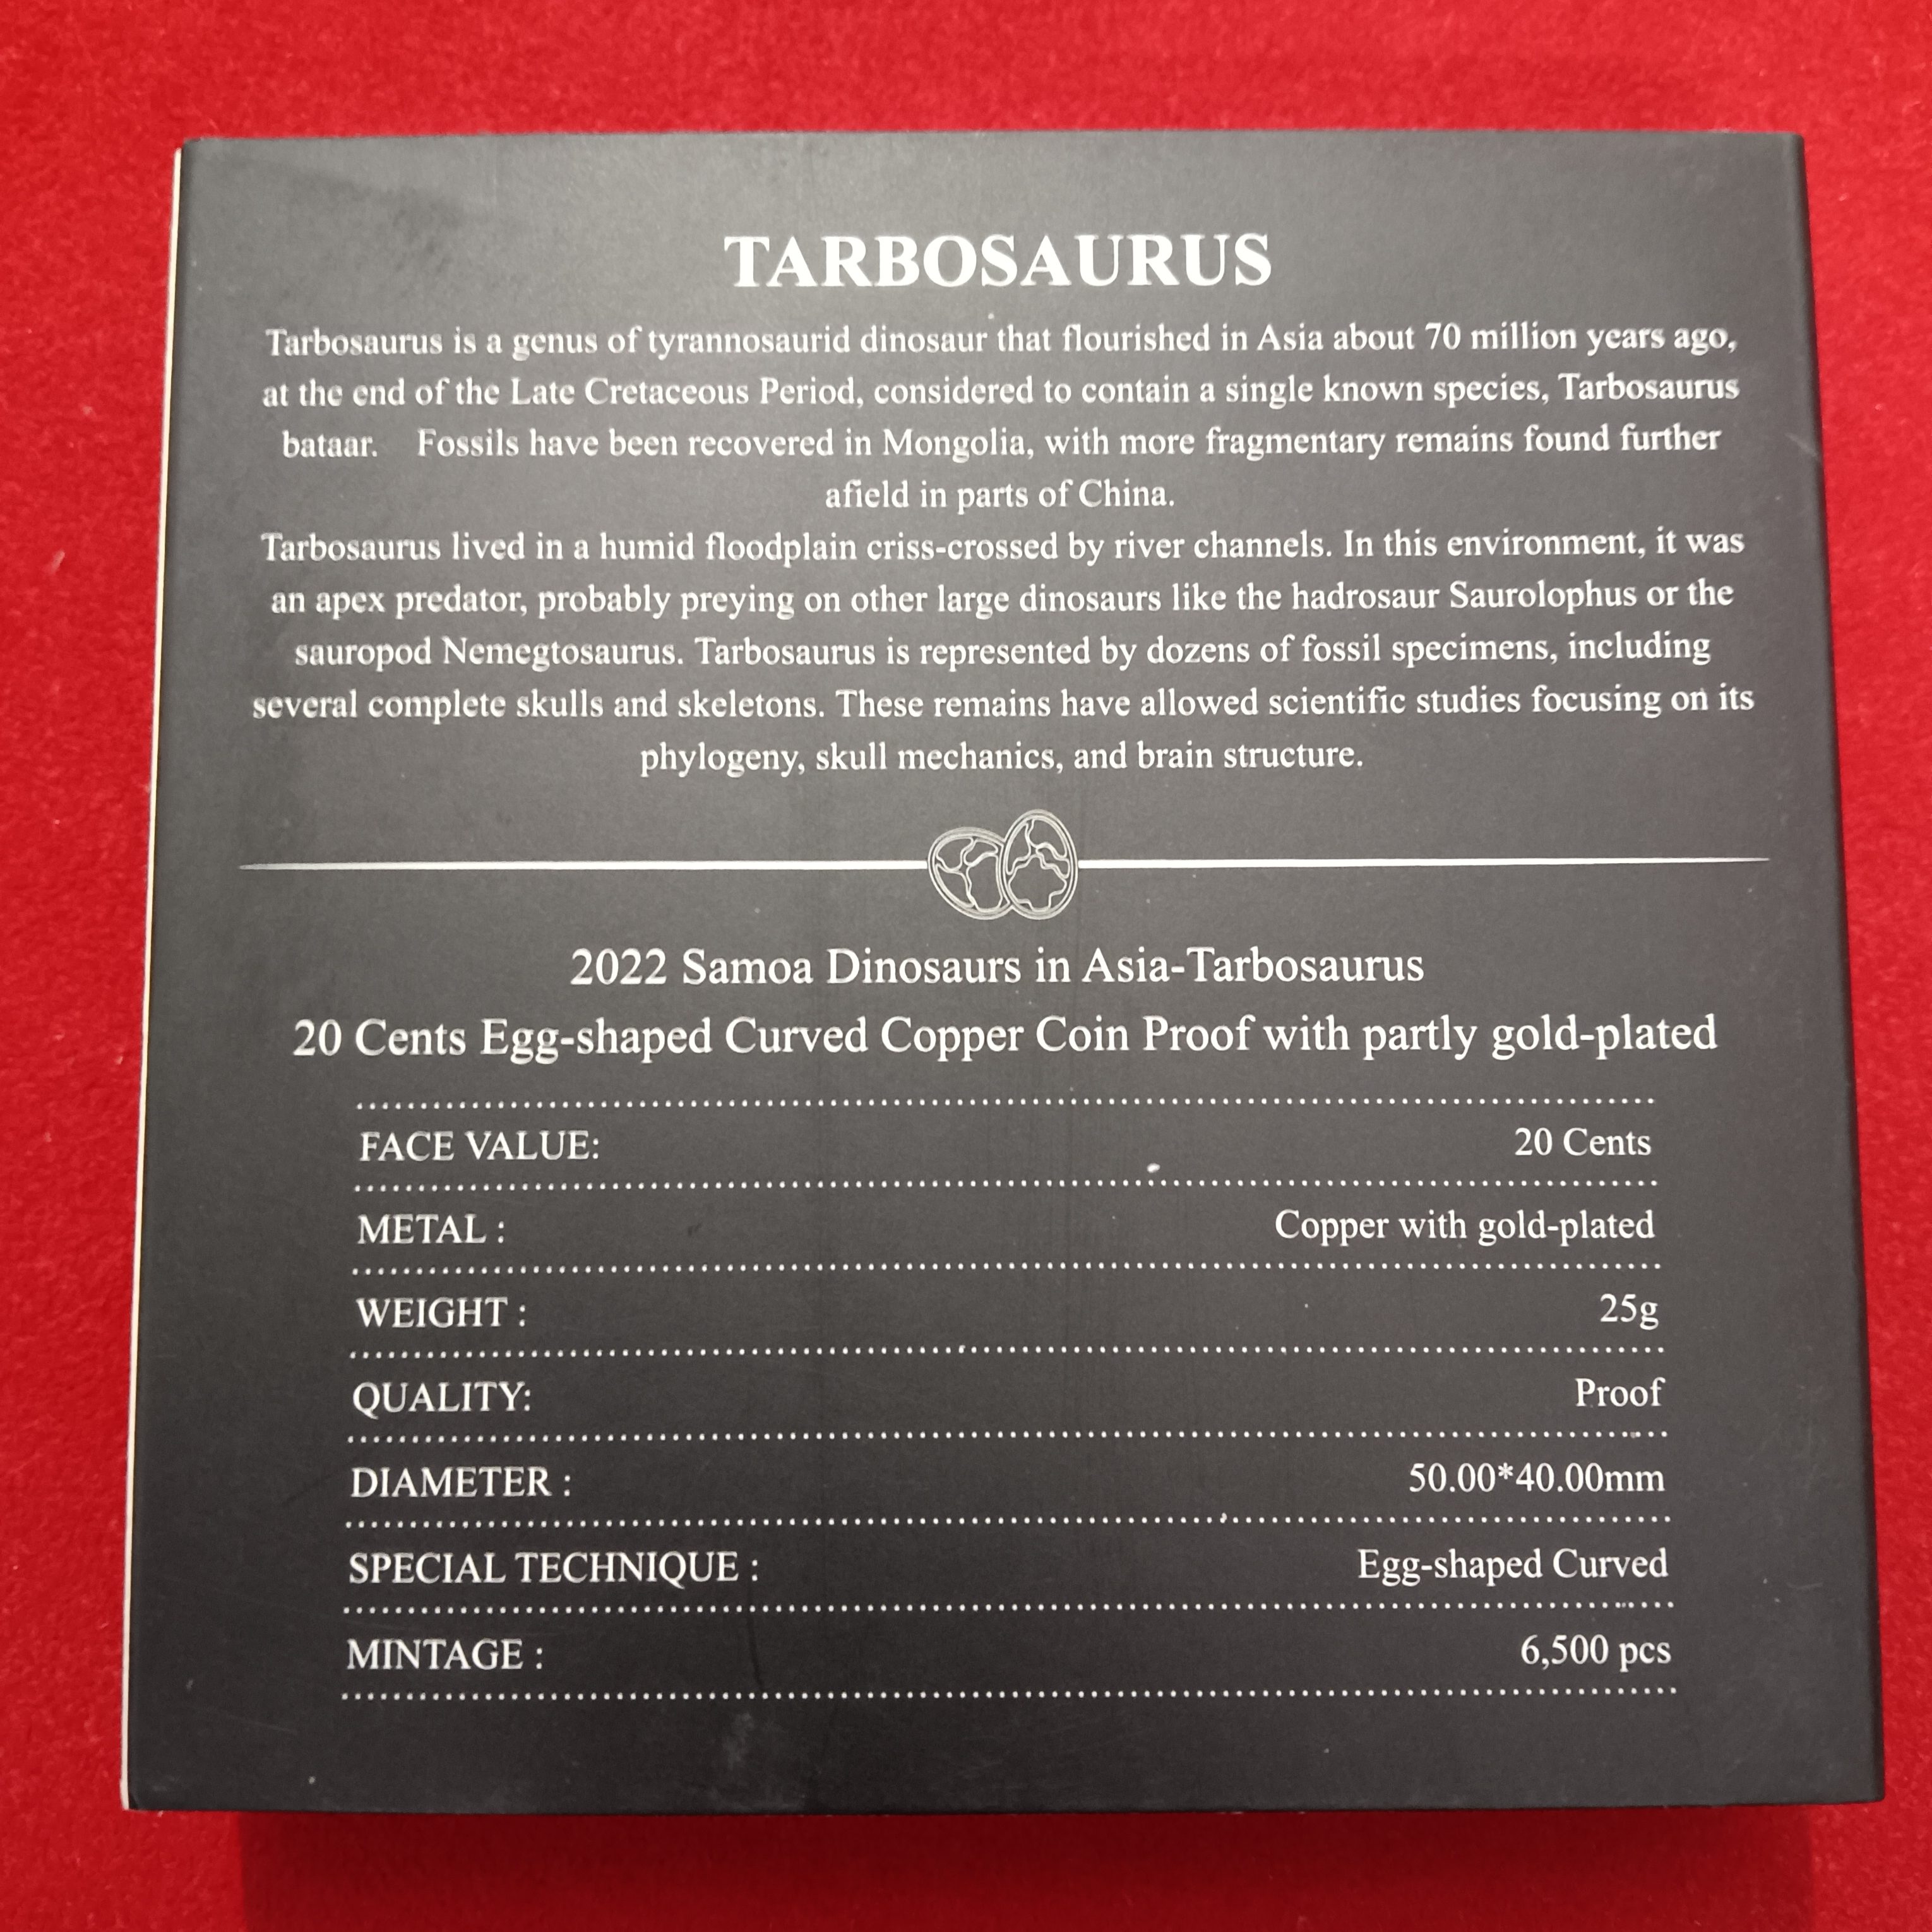 TARBOSAURUS
Tarbosaurus is a genus of tyrannosaurid dinosaur that flourished in Asia about 70 million years ago,
at the end of the Late Cretaceous Period, considered to contain a single known species, Tarbosaurus
bataar. Fossils have been recovered in Mongolia, with more fragmentary remains found further
afield in parts of China.
Tarbosaurus lived in a humid floodplain criss-crossed by river channels. In this environment, it was
an apex predator, probably preying on other large dinosaurs like the hadrosaur Saurolophus or the
sauropod Nemegtosaurus. Tarbosaurus is represented by dozens of fossil specimens, including
several complete skulls and skeletons. These remains have allowed scientific studies focusing on its
phylogeny, skull mechanics, and brain structure.
2022 Samoa Dinosaurs in Asia-Tarbosaurus
20 Cents Egg-shaped Curved Copper Coin Proof with partly gold-plated
FACE VALUE: 20 Cents
METAL : Copper with gold-plated
WEIGHT : 25g
QUALITY: Proof
DIAMETER : 50.00*40.00mm
SPECIAL TECHNIQUE : Egg-shaped Curved
MINTAGE : 6,500 pcs